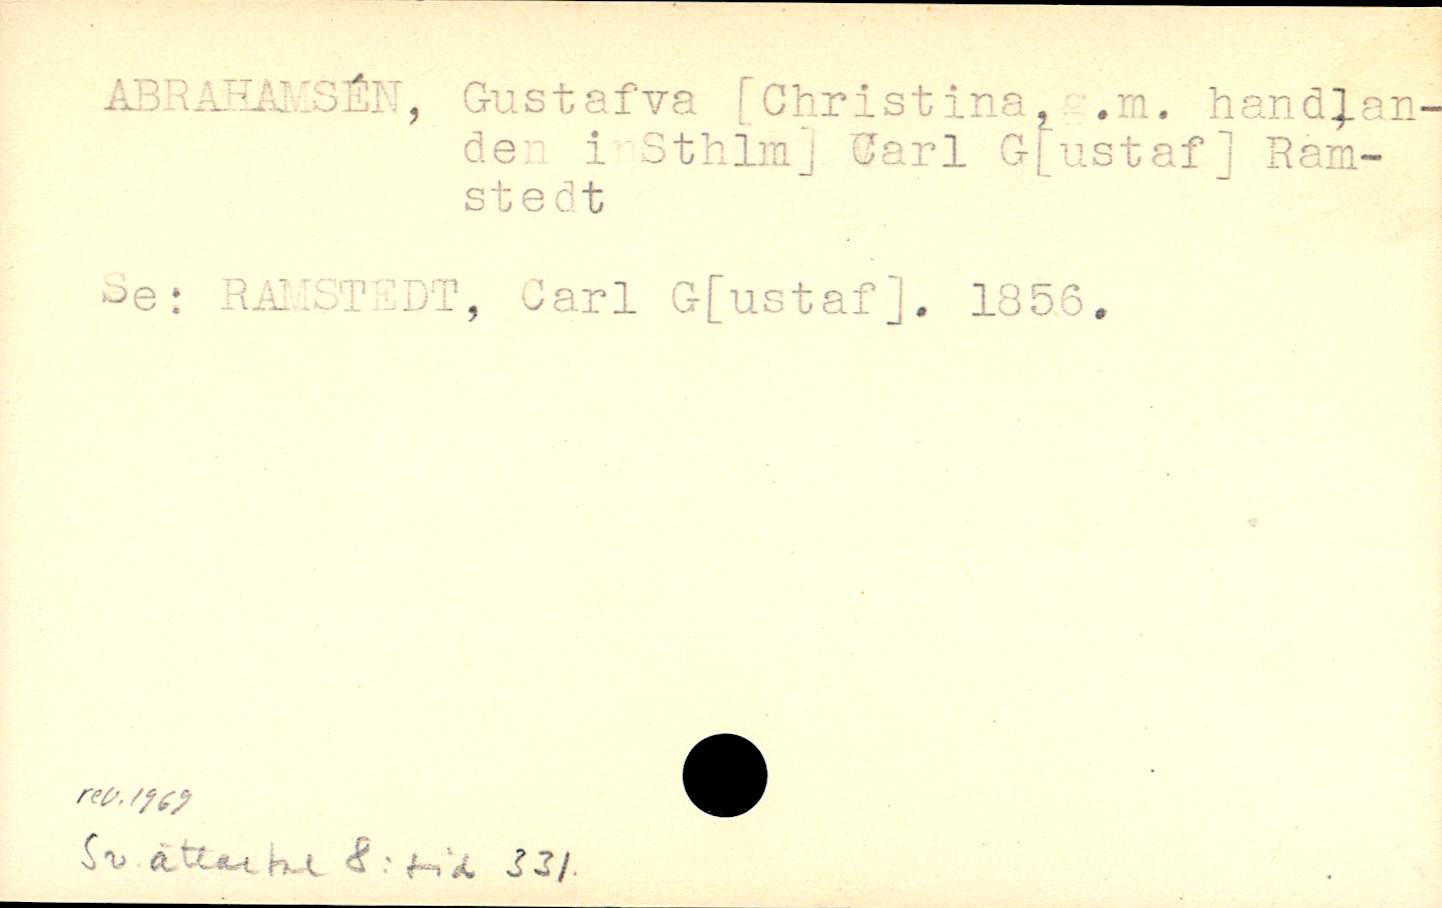 ABRAHAMSÉN, Gustafva [Christina, g.m. handlan-
den i Sthlm] Carl G[ustaf] Ram-
stedt
Se: RAMSTEDT, Carl G[ustaf]. 1856.
rev. 1969
Sv. ättartal 8: sid 331.